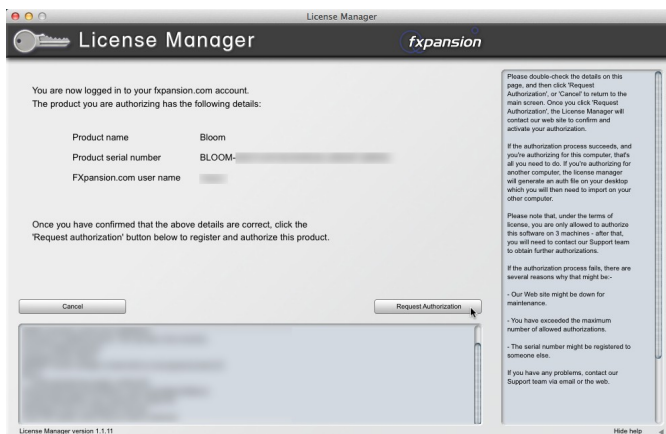 License Manager
License Manager
fxpansion
You are now logged in to your fxpansion.com account.
The product you are authorizing has the following details:
Product name Bloom
Product serial number BLOOM-
FXpansion.com user name
Once you have confirmed that the above details are correct, click the
'Request authorization' button below to register and authorize this product.
Cancel
Request Authorization
License Manager version 1.1.11
Please double-check the details on this
page, and then click 'Request
Authorization', or 'Cancel' to return to the
main screen. Once you click 'Request
Authorization', the License Manager will
contact our web site to confirm and
activate your authorization.
If the authorization process succeeds, and
you're authorizing for this computer, that's
all you need to do. If you're authorizing for
another computer, the license manager
will generate an auth file on your desktop
which you will then need to import on your
other computer.
Please note that, under the terms of
license, you are only allowed to authorize
this software on 3 machines - after that,
you will need to contact our Support team
to obtain further authorizations.
If the authorization process fails, there are
several reasons why that might be:-
- Our Web site might be down for
maintenance.
- You have exceeded the maximum
number of allowed authorizations.
- The serial number might be registered to
someone else.
If you have any problems, contact our
Support team via email or the web.
Hide help